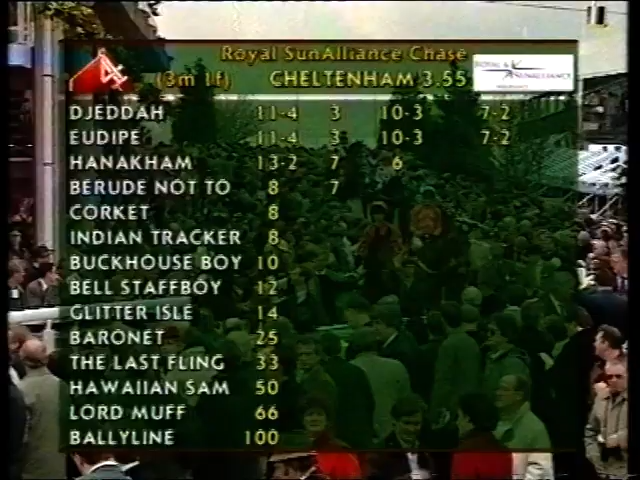 Royal SunAlliance Chase
4 (3m 1f) CHELTENHAM 3.55 ROYAL & SUNALLIANCE
DJEDDAH 11-4 3 10-3 7-2
EUDIPE 11-4 3 10-3 7-2
HANAKHAM 13-2 7 6
BERUDE NOT TO 8 7
CORKET 8
INDIAN TRACKER 8
BUCKHOUSE BOY 10
BELL STAFFBOY 12
GLITTER ISLE 14
BARONET 25
THE LAST FLING 33
HAWAIIAN SAM 50
LORD MUFF 66
BALLYLINE 100